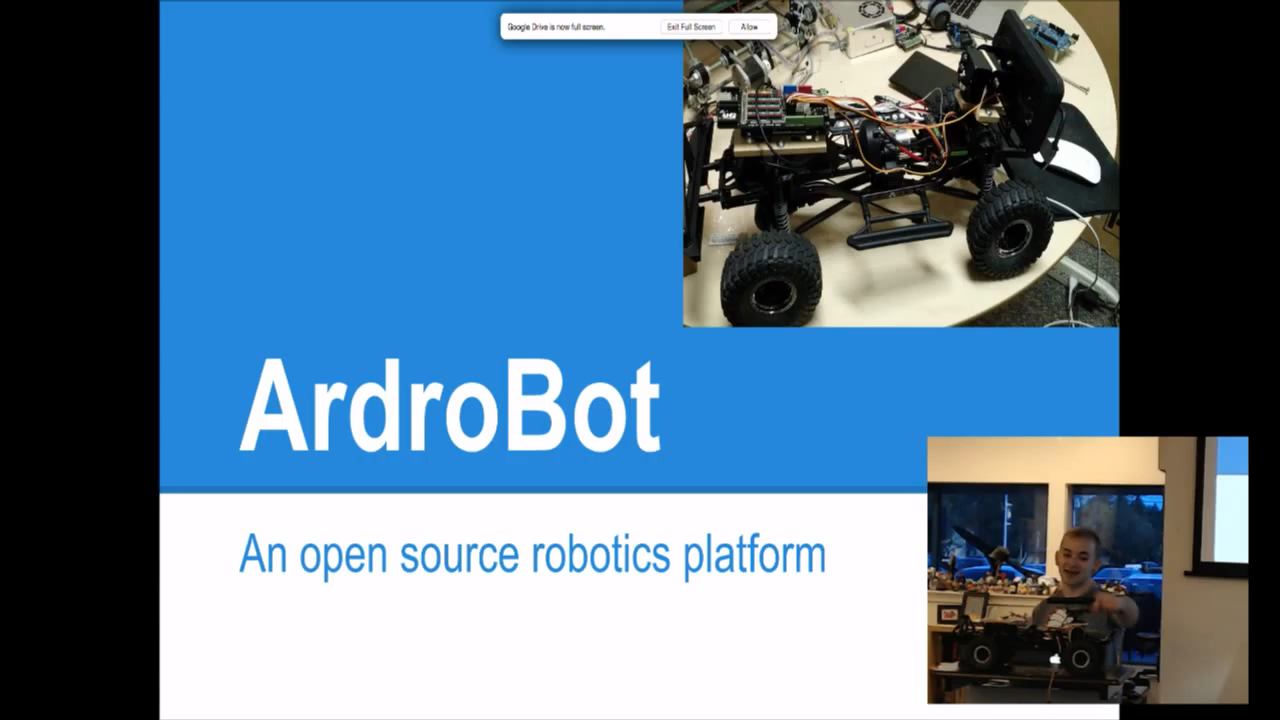 Google Drive is now full screen.
Exit Full Screen
Allow
ArdroBot
An open source robotics platform